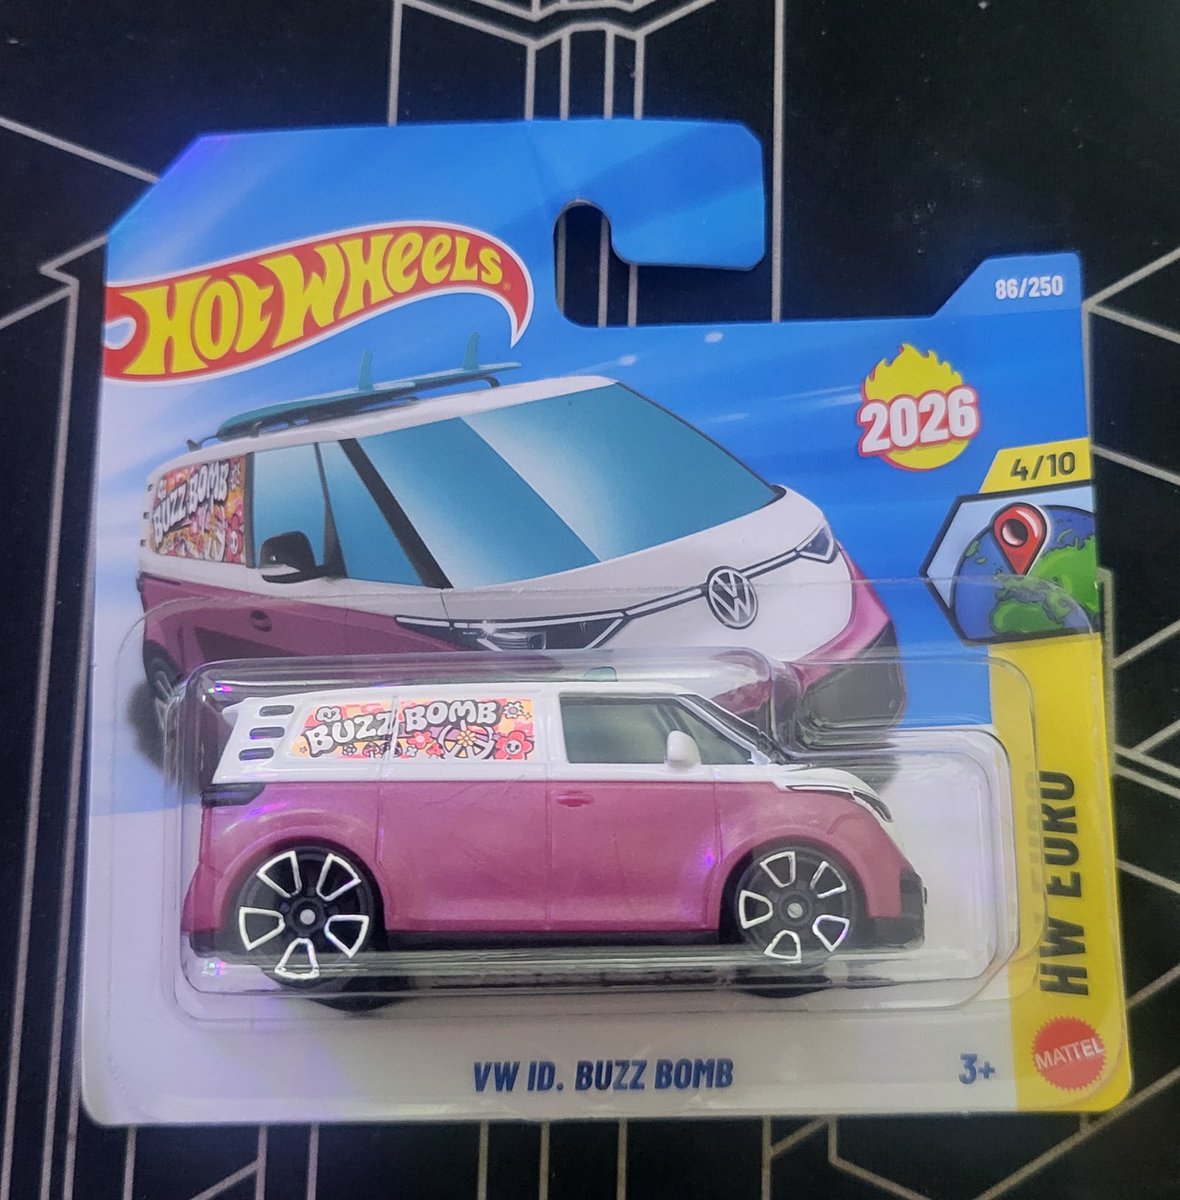 HOT WHEELS
86/250
2026
4/10
BUZZ BOMB
VW
BUZZ BOMB
HW EURO
VW ID. BUZZ BOMB
3+
MATTEL